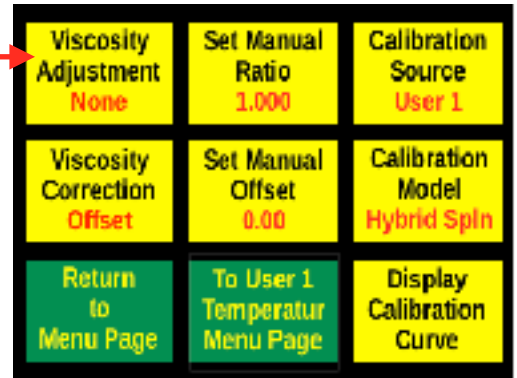 Viscosity
Adjustment
None
Set Manual
Ratio
1.000
Calibration
Source
User 1
Viscosity
Correction
Offset
Set Manual
Offset
0.00
Calibration
Model
Hybrid Spln
Return
to
Menu Page
To User 1
Temperatur
Menu Page
Display
Calibration
Curve